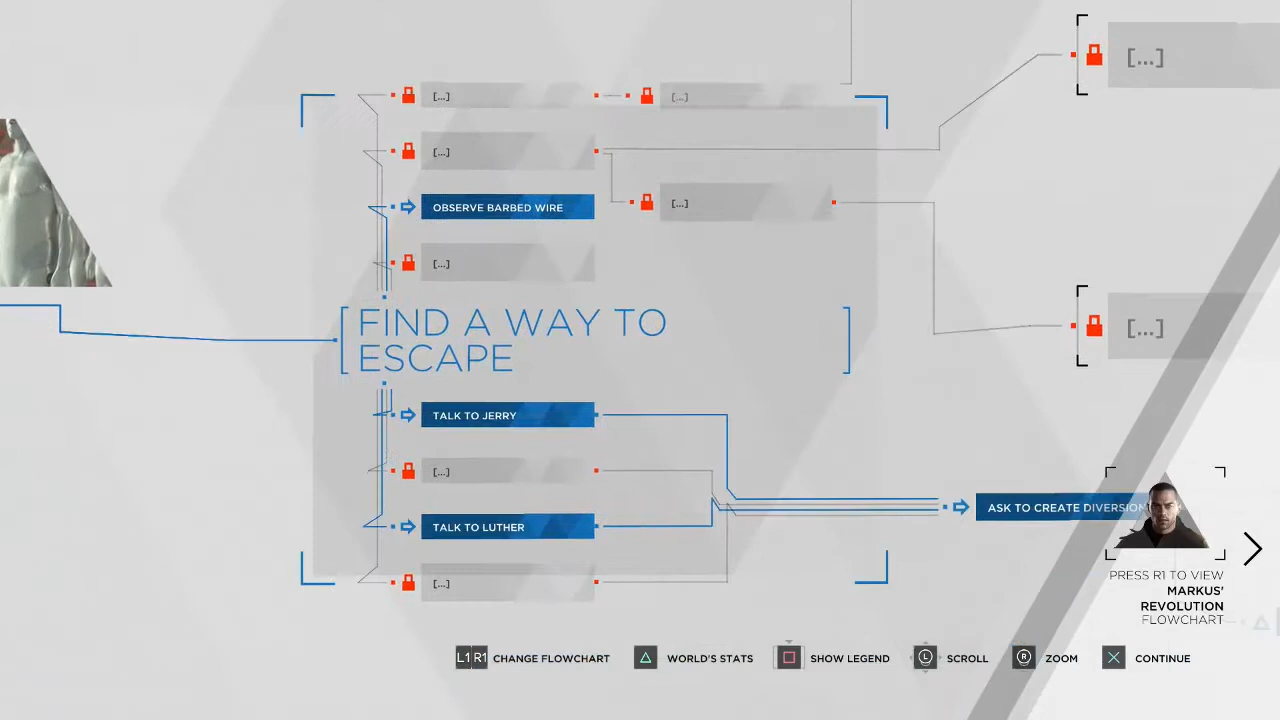 [...]
[...]
[...]
[...]
OBSERVE BARBED WIRE
[...]
[...]
FIND A WAY TO
ESCAPE
[...]
TALK TO JERRY
[...]
TALK TO LUTHER
ASK TO CREATE DIVERSION
[...]
PRESS R1 TO VIEW
MARKUS'
REVOLUTION
FLOWCHART
L1 R1 CHANGE FLOWCHART
WORLD'S STATS
SHOW LEGEND
L SCROLL
R ZOOM
CONTINUE